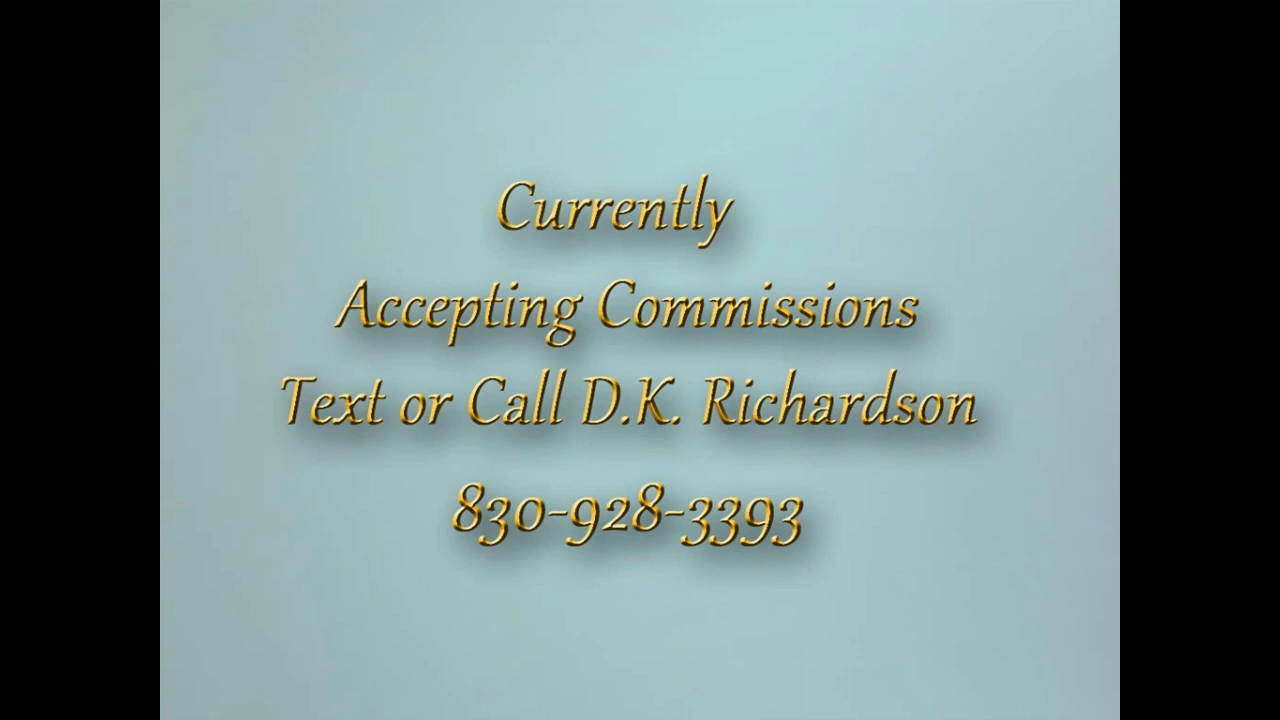 Currently
Accepting Commissions
Text or Call D.K. Richardson
830-928-3393